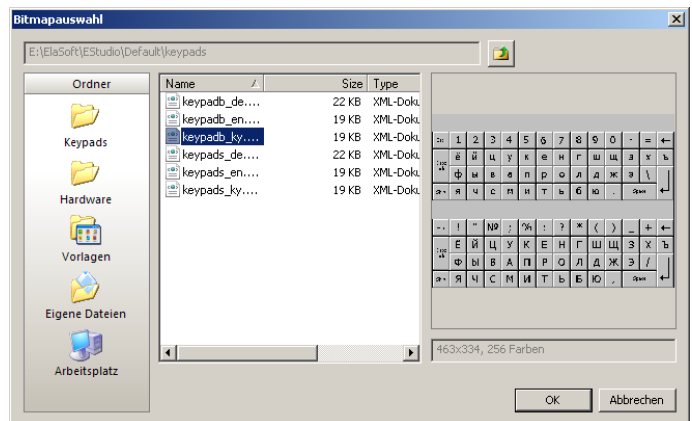 Bitmapauswahl
E:\ElaSoft\EStudio\Default\keypads
Ordner
Keypads
Hardware
Vorlagen
Eigene Dateien
Arbeitsplatz
Name Size Type
keypadb_de.... 22 KB XML-Doku
keypadb_en.... 19 KB XML-Doku
keypadb_ky.... 19 KB XML-Doku
keypads_de.... 22 KB XML-Doku
keypads_en.... 19 KB XML-Doku
keypads_ky.... 19 KB XML-Doku
1 2 3 4 5 6 7 8 9 0 - = ←
ё й ц у к е н г ш щ з х ъ
ф ы в а п р о л д ж э \
я ч с м и т ь б ю .
! " № ; % : ? * ( ) _ + ←
Ё Й Ц У К Е Н Г Ш Щ З Х Ъ
Ф Ы В А П Р О Л Д Ж Э /
Я Ч С М И Т Ь Б Ю ,
463x334, 256 Farben
OK Abbrechen